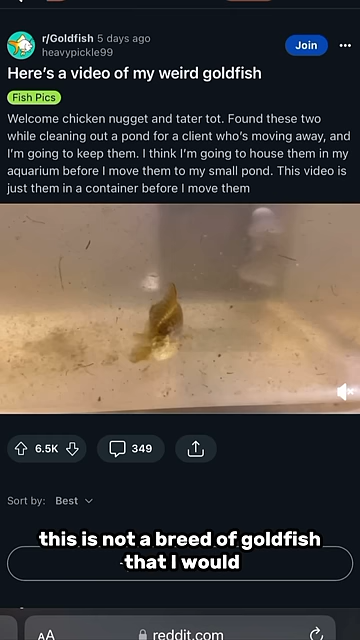 r/Goldfish 5 days ago
heavypickle99
Join
Here's a video of my weird goldfish
Fish Pics
Welcome chicken nugget and tater tot. Found these two
while cleaning out a pond for a client who's moving away, and
I'm going to keep them. I think I'm going to house them in my
aquarium before I move them to my small pond. This video is
just them in a container before I move them
6.5K
349
Sort by: Best
this is not a breed of goldfish
that I would
AA
reddit.com